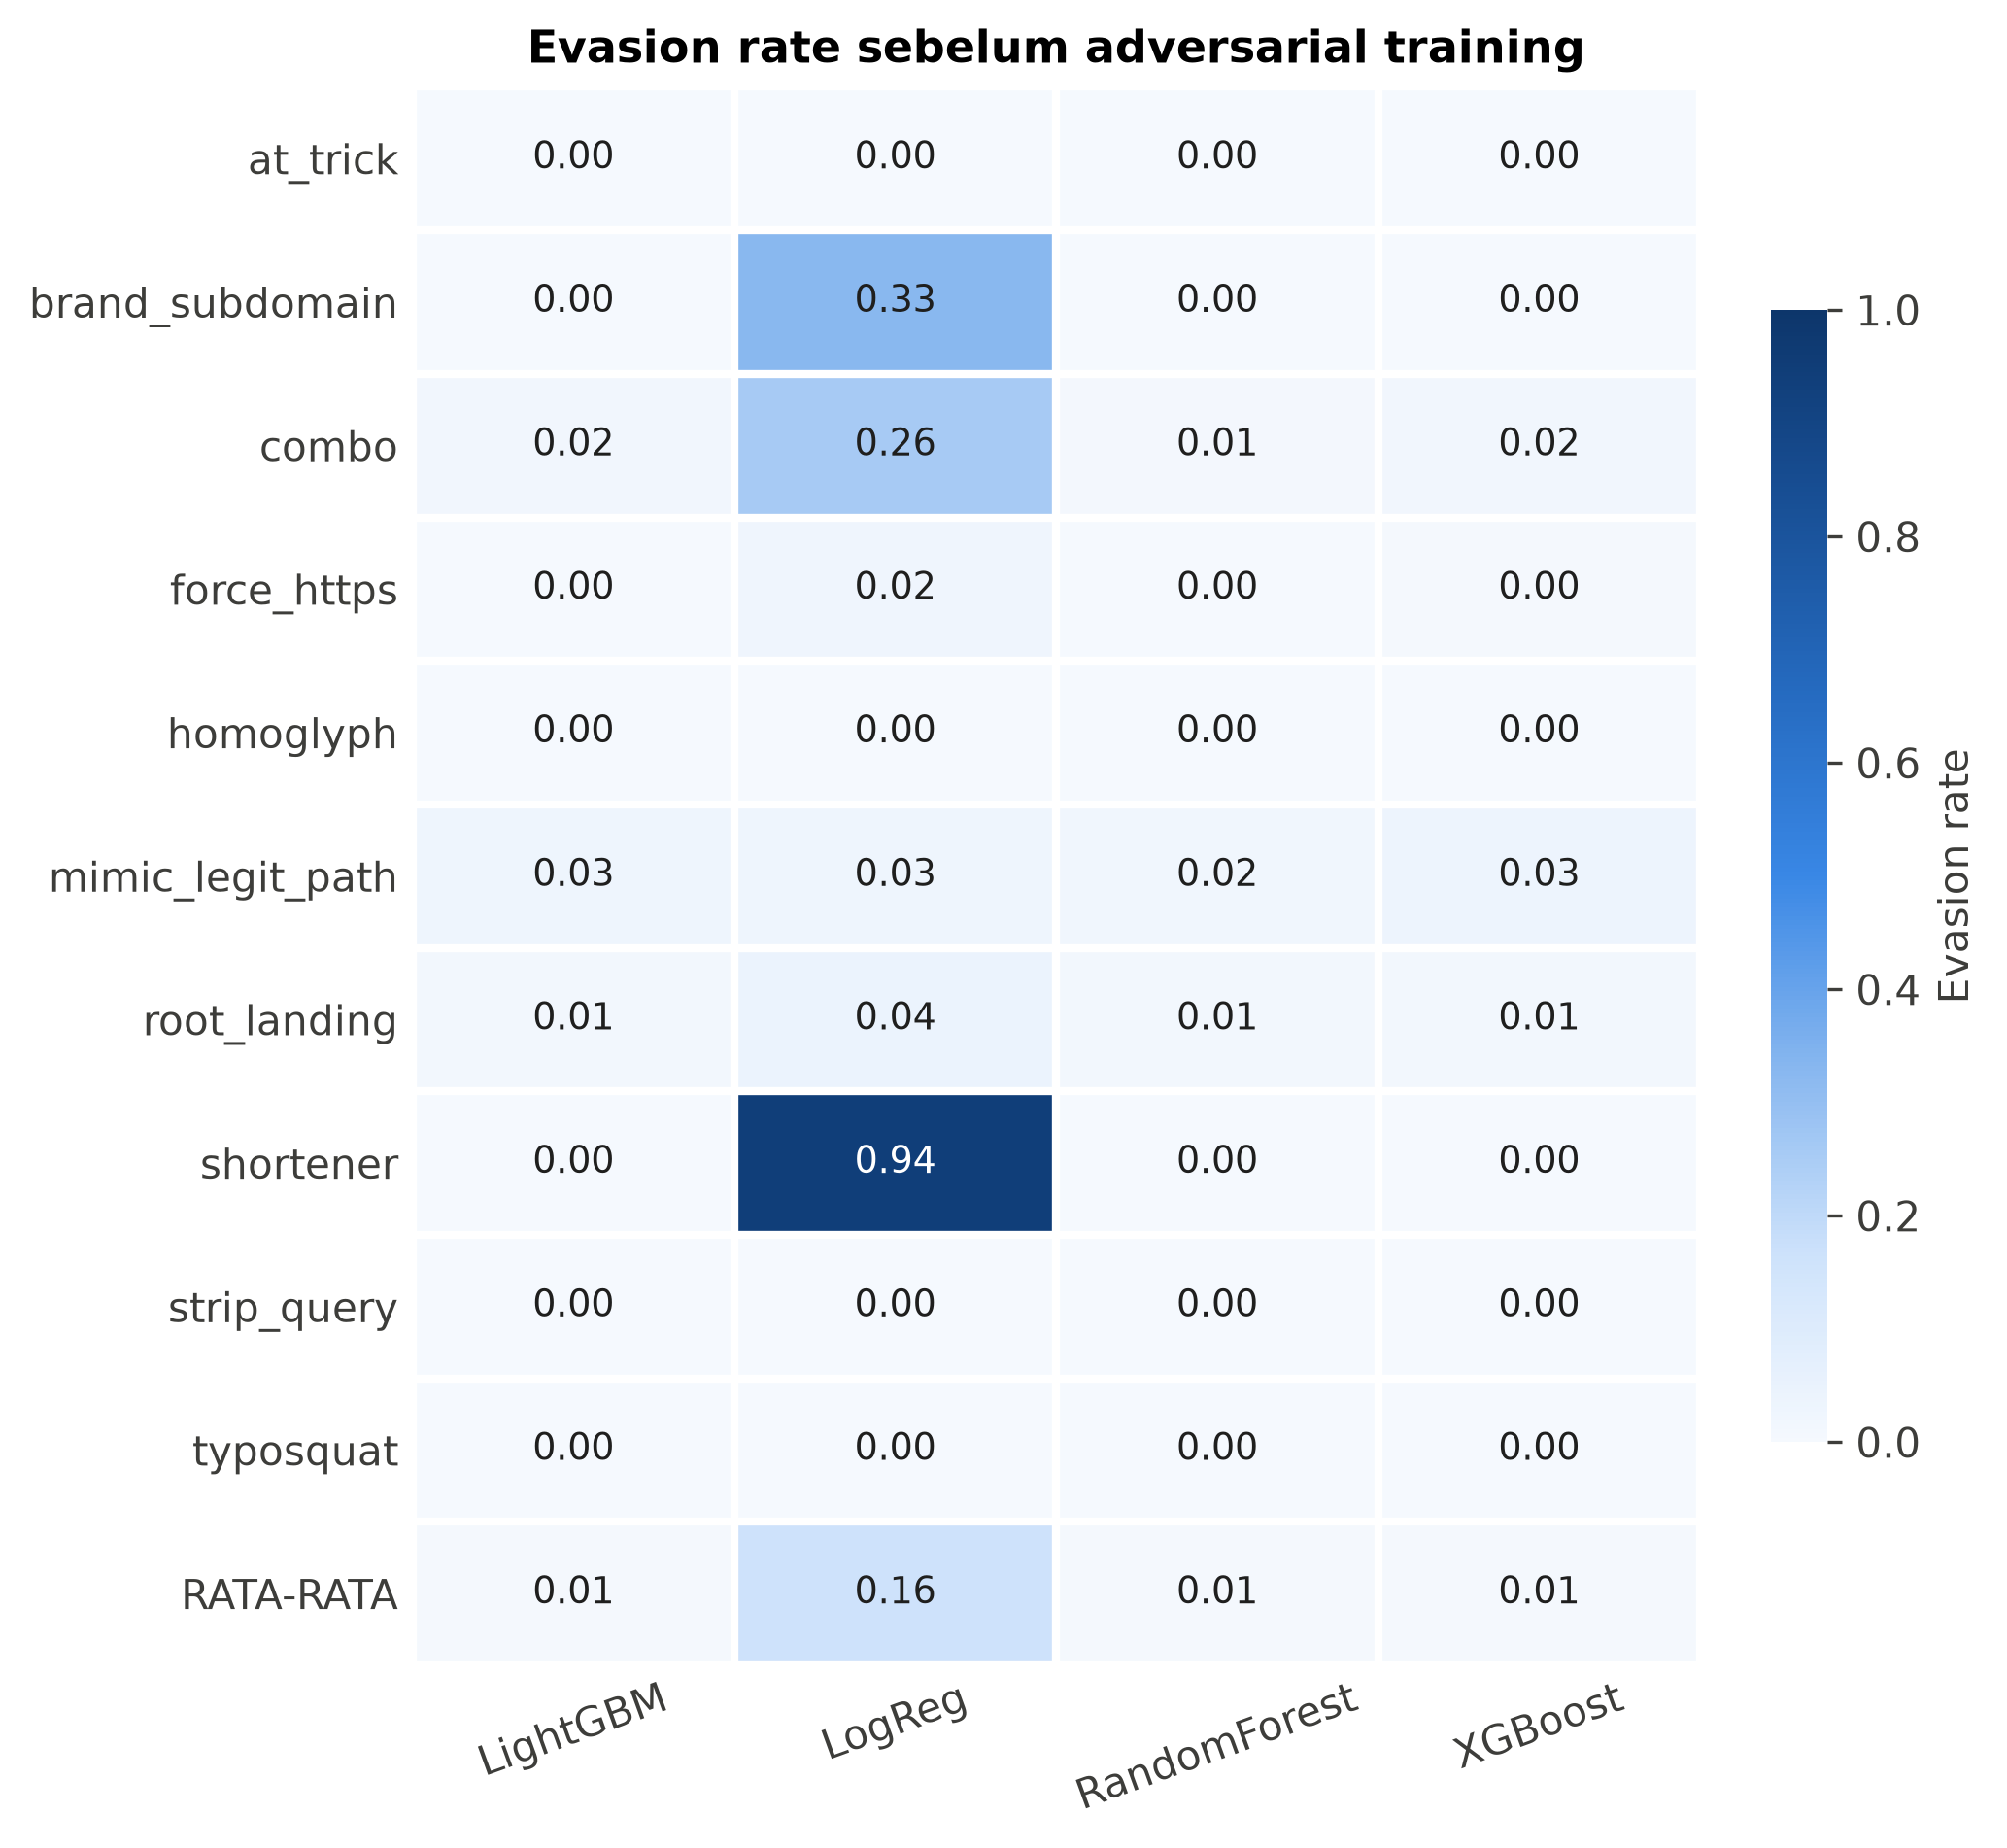 Evasion rate sebelum adversarial training
at_trick 0.00 0.00 0.00 0.00
brand_subdomain 0.00 0.33 0.00 0.00
combo 0.02 0.26 0.01 0.02
force_https 0.00 0.02 0.00 0.00
homoglyph 0.00 0.00 0.00 0.00
mimic_legit_path 0.03 0.03 0.02 0.03
root_landing 0.01 0.04 0.01 0.01
shortener 0.00 0.94 0.00 0.00
strip_query 0.00 0.00 0.00 0.00
typosquat 0.00 0.00 0.00 0.00
RATA-RATA 0.01 0.16 0.01 0.01
LightGBM LogReg RandomForest XGBoost
1.0
0.8
0.6
0.4
0.2
0.0
Evasion rate